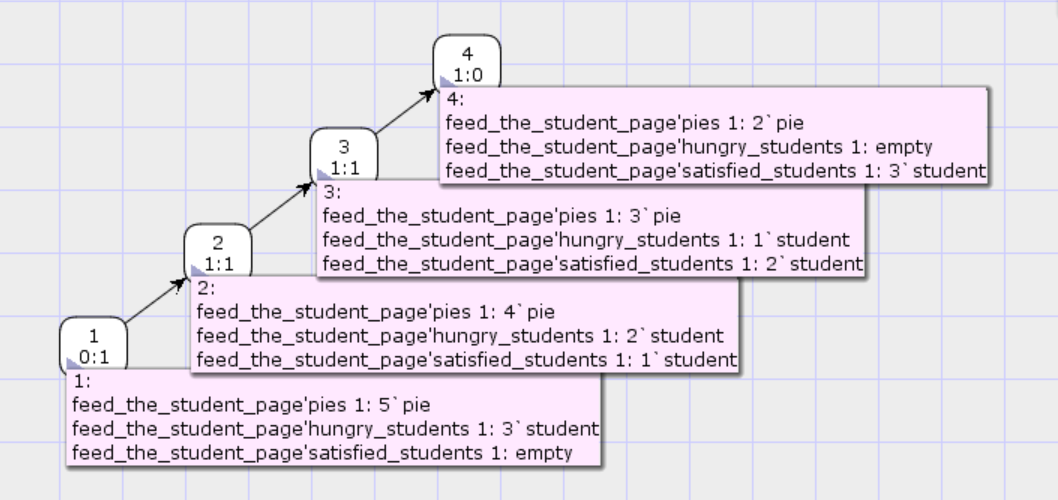 4
1:0
4:
feed_the_student_page'pies 1: 2`pie
feed_the_student_page'hungry_students 1: empty
feed_the_student_page'satisfied_students 1: 3`student
3
1:1
3:
feed_the_student_page'pies 1: 3`pie
feed_the_student_page'hungry_students 1: 1`student
feed_the_student_page'satisfied_students 1: 2`student
2
1:1
2:
feed_the_student_page'pies 1: 4`pie
feed_the_student_page'hungry_students 1: 2`student
feed_the_student_page'satisfied_students 1: 1`student
1
0:1
1:
feed_the_student_page'pies 1: 5`pie
feed_the_student_page'hungry_students 1: 3`student
feed_the_student_page'satisfied_students 1: empty